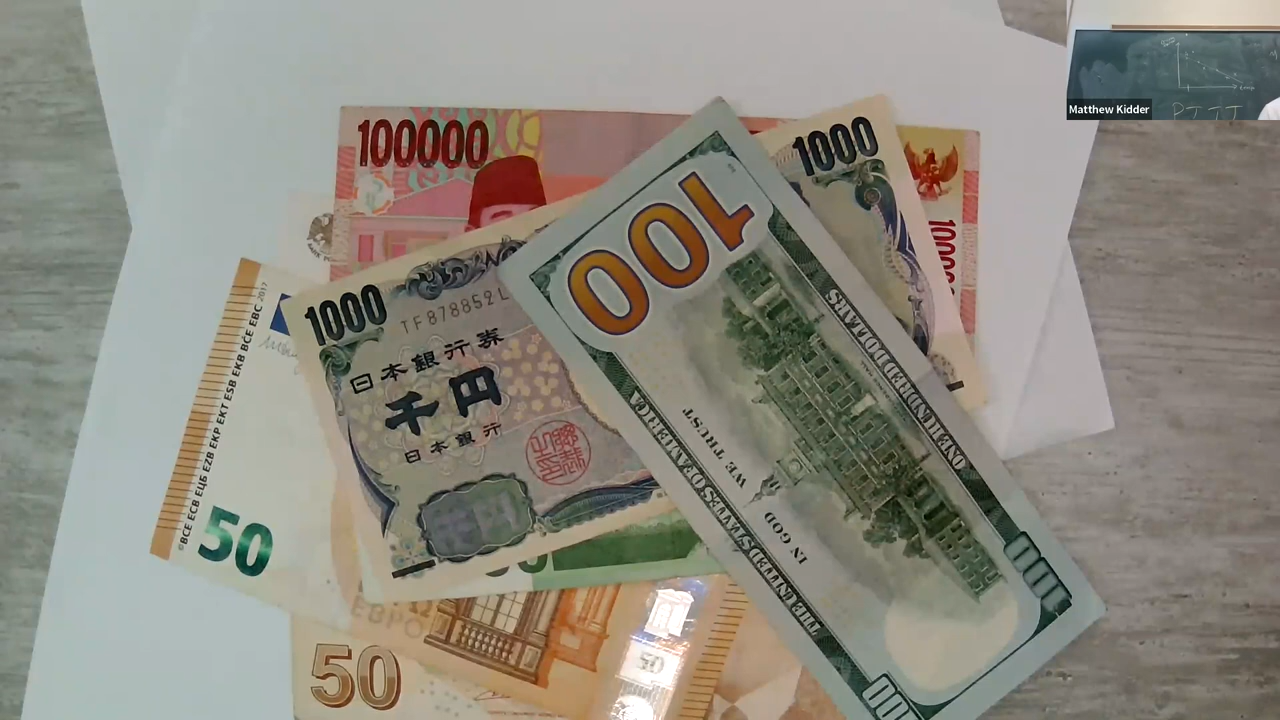 100000
1000
100
1000
TF878852L
日本銀行券
千円
日本銀行
©BCE ECB ЕЦБ EZB EKP EKT ESB EKB BĊE EBC 2017
50
50
ONE HUNDRED DOLLARS
IN GOD WE TRUST
THE UNITED STATES OF AMERICA
100
50
Matthew Kidder